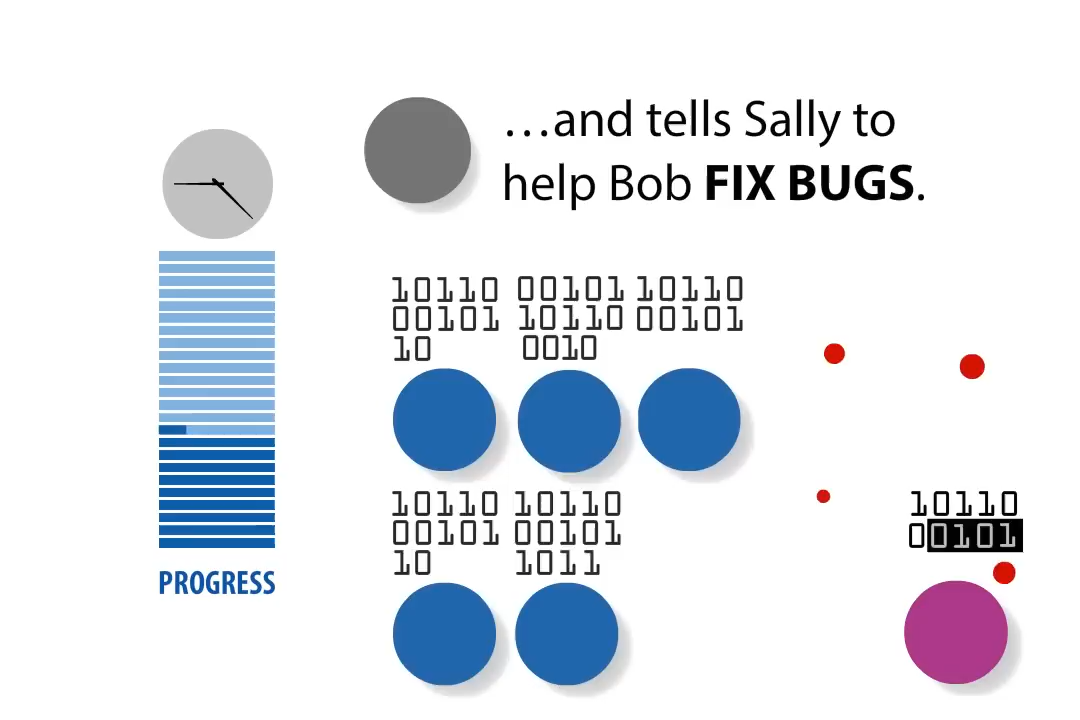 …and tells Sally to
help Bob FIX BUGS.
10110 00101 10110
00101 10110 00101
10 0010
10110 10110 10110
00101 00101 00101
10 1011
PROGRESS